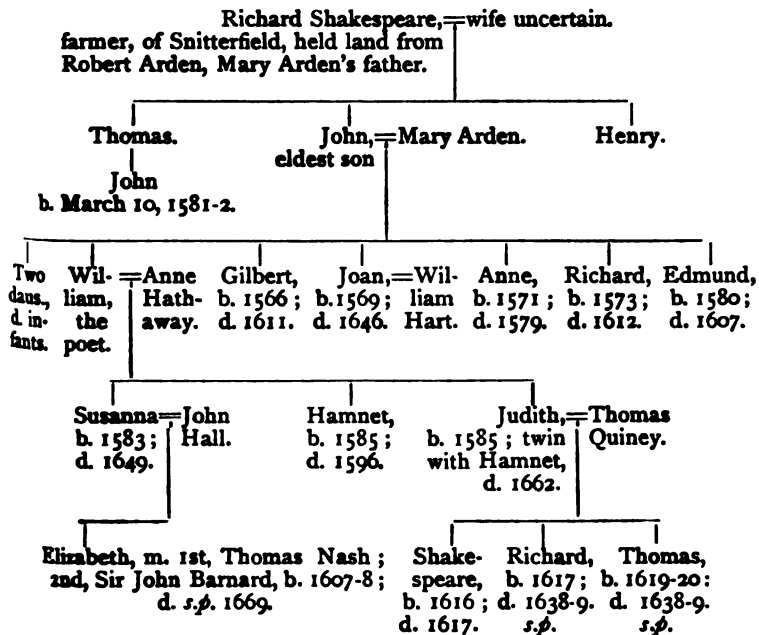 Richard Shakespeare,=wife uncertain.
farmer, of Snitterfield, held land from
Robert Arden, Mary Arden's father.
Thomas.
John
b. March 10, 1581-2.
John,=Mary Arden.
eldest son
Henry.
Two
daus.,
d. in-
fants.
Wil-
liam,
the
poet.
=Anne
Hath-
away.
Gilbert,
b. 1566;
d. 1611.
Joan,
b. 1569;
d. 1646.
=Wil-
liam
Hart.
Anne,
b. 1571;
d. 1579.
Richard,
b. 1573;
d. 1612.
Edmund,
b. 1580;
d. 1607.
Susanna
b. 1583;
d. 1649.
=John
Hall.
Hamnet,
b. 1585;
d. 1596.
Judith,
b. 1585; twin
with Hamnet,
d. 1662.
=Thomas
Quiney.
Elizabeth, m. 1st, Thomas Nash;
2nd, Sir John Barnard, b. 1607-8;
d. s.p. 1669.
Shake-
speare,
b. 1616;
d. 1617.
Richard,
b. 1617;
d. 1638-9.
s.p.
Thomas,
b. 1619-20:
d. 1638-9.
s.p.